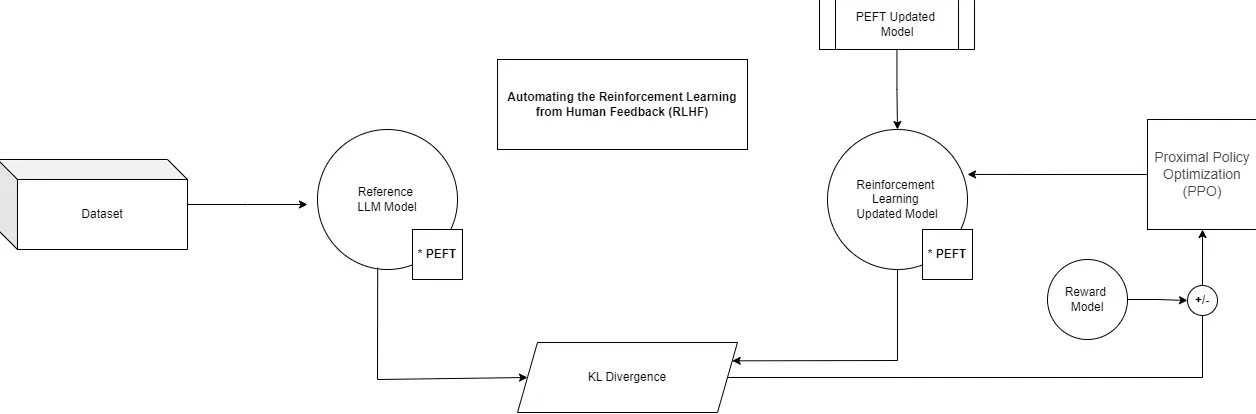 PEFT Updated
Model
Automating the Reinforcement Learning
from Human Feedback (RLHF)
Dataset
Reference
LLM Model
* PEFT
Reinforcement
Learning
Updated Model
* PEFT
Proximal Policy
Optimization
(PPO)
Reward
Model
+/-
KL Divergence